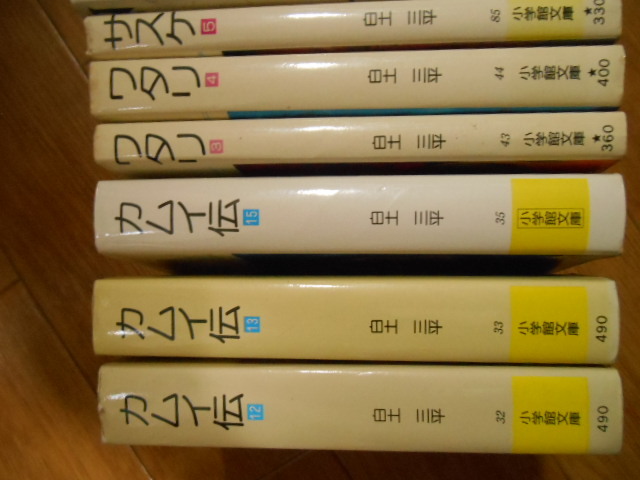 サスケ 5 白土 三平 85 小学館文庫 ★330
ワタリ 4 白土 三平 44 小学館文庫 ★400
ワタリ 3 白土 三平 43 小学館文庫 ★360
カムイ伝 15 白土 三平 35 小学館文庫
カムイ伝 13 白土 三平 33 小学館文庫 490
カムイ伝 12 白土 三平 32 小学館文庫 490